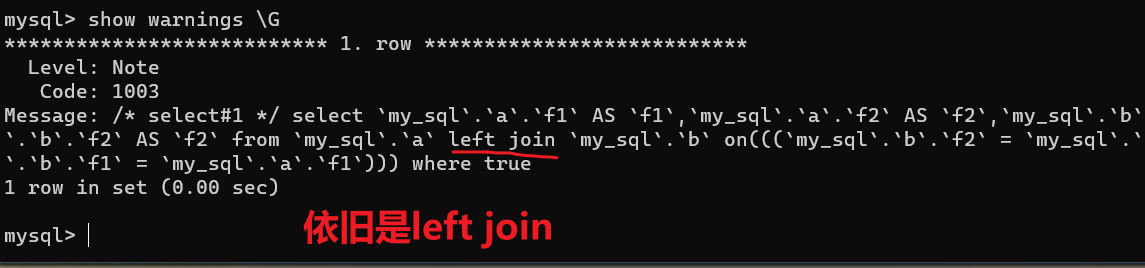 mysql> show warnings \G
*************************** 1. row ***************************
  Level: Note
   Code: 1003
Message: /* select#1 */ select `my_sql`.`a`.`f1` AS `f1`,`my_sql`.`a`.`f2` AS `f2`,`my_sql`.`b`
`.`b`.`f2` AS `f2` from `my_sql`.`a` left join `my_sql`.`b` on(((`my_sql`.`b`.`f2` = `my_sql`.`
`.`b`.`f1` = `my_sql`.`a`.`f1`))) where true
1 row in set (0.00 sec)
依旧是left join
mysql>